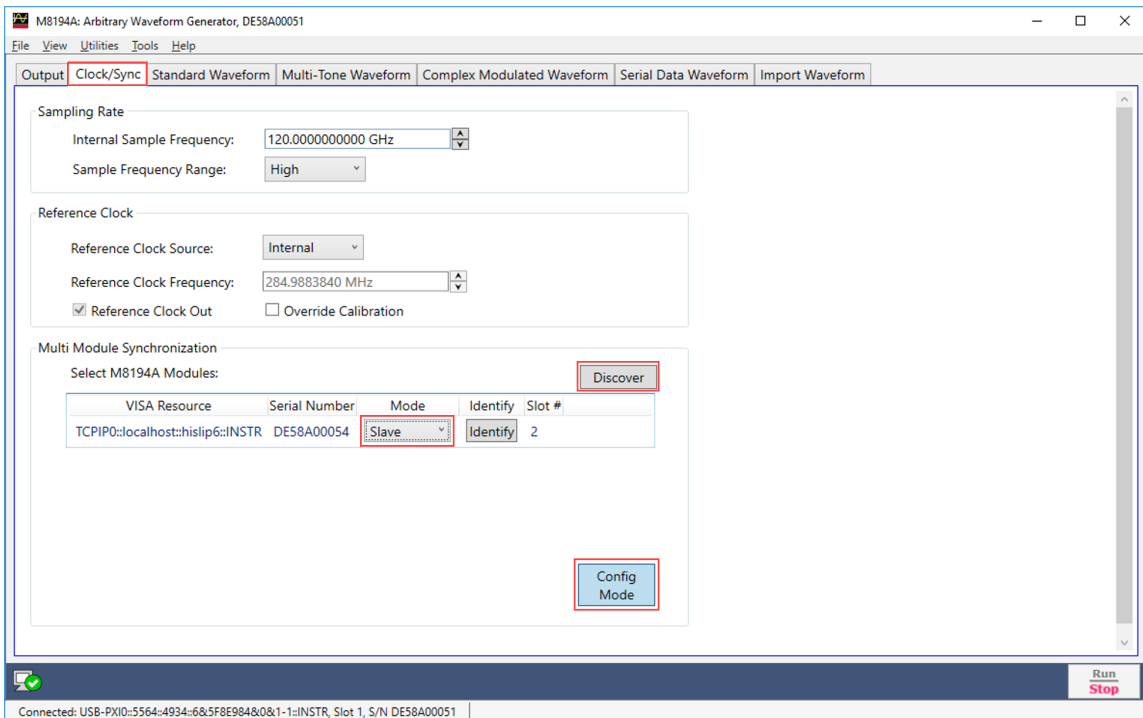 M8194A: Arbitrary Waveform Generator, DE58A00051
File View Utilities Tools Help
Output Clock/Sync Standard Waveform Multi-Tone Waveform Complex Modulated Waveform Serial Data Waveform Import Waveform
Sampling Rate
Internal Sample Frequency: 120.0000000000 GHz
Sample Frequency Range: High
Reference Clock
Reference Clock Source: Internal
Reference Clock Frequency: 284.9883840 MHz
Reference Clock Out Override Calibration
Multi Module Synchronization
Select M8194A Modules:
Discover
VISA Resource Serial Number Mode Identify Slot #
TCPIP0::localhost::hislip6::INSTR DE58A00054 Slave Identify 2
Config
Mode
Run
Stop
Connected: USB-PXI0::5564::4934::6&5F8E984&0&1-1::INSTR, Slot 1, S/N DE58A00051